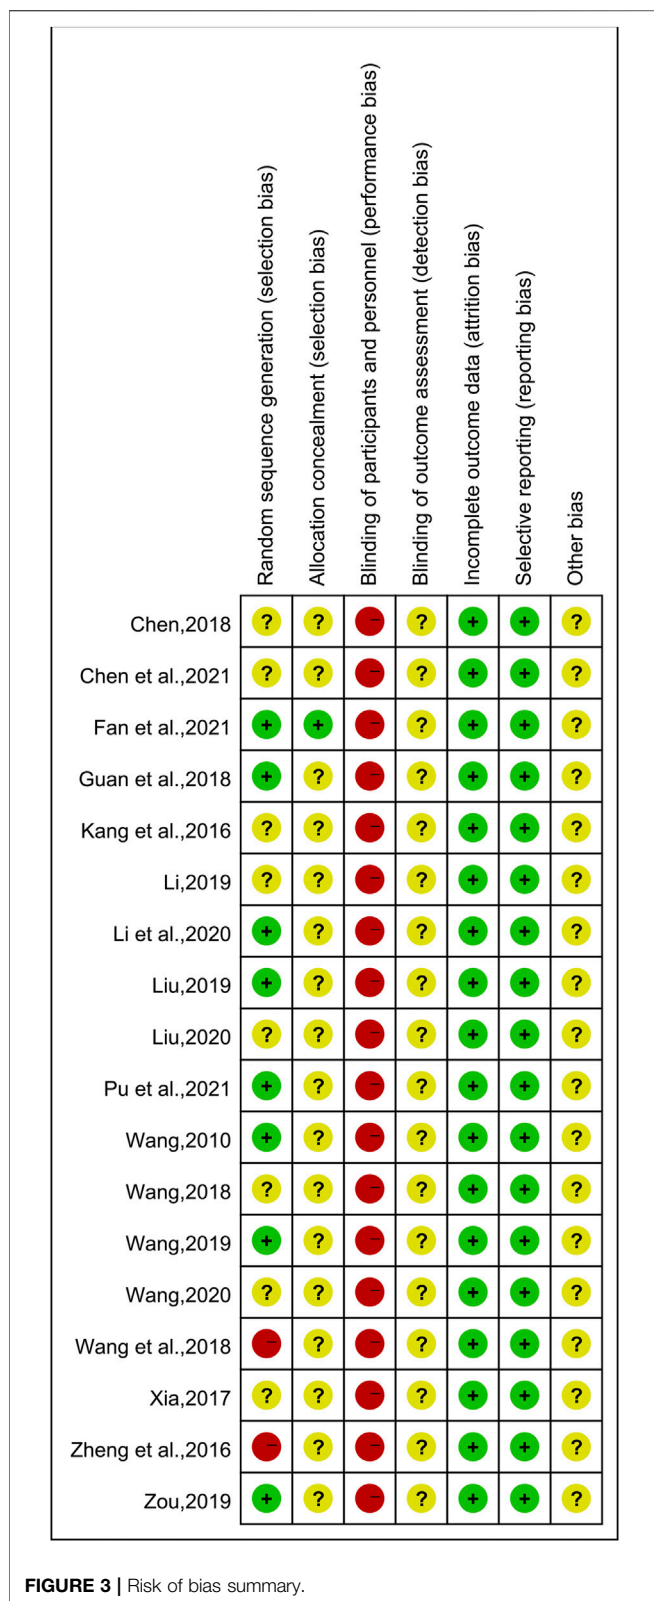 Random sequence generation (selection bias)
Allocation concealment (selection bias)
Blinding of participants and personnel (performance bias)
Blinding of outcome assessment (detection bias)
Incomplete outcome data (attrition bias)
Selective reporting (reporting bias)
Other bias
Chen,2018 ? ? − ? + + ?
Chen et al.,2021 ? ? − ? + + ?
Fan et al.,2021 + + − ? + + ?
Guan et al.,2018 + ? − ? + + ?
Kang et al.,2016 ? ? − ? + + ?
Li,2019 ? ? − ? + + ?
Li et al.,2020 + ? − ? + + ?
Liu,2019 + ? − ? + + ?
Liu,2020 ? ? − ? + + ?
Pu et al.,2021 + ? − ? + + ?
Wang,2010 + ? − ? + + ?
Wang,2018 ? ? − ? + + ?
Wang,2019 + ? − ? + + ?
Wang,2020 ? ? − ? + + ?
Wang et al.,2018 − ? − ? + + ?
Xia,2017 ? ? − ? + + ?
Zheng et al.,2016 − ? − ? + + ?
Zou,2019 + ? − ? + + ?
FIGURE 3 | Risk of bias summary.